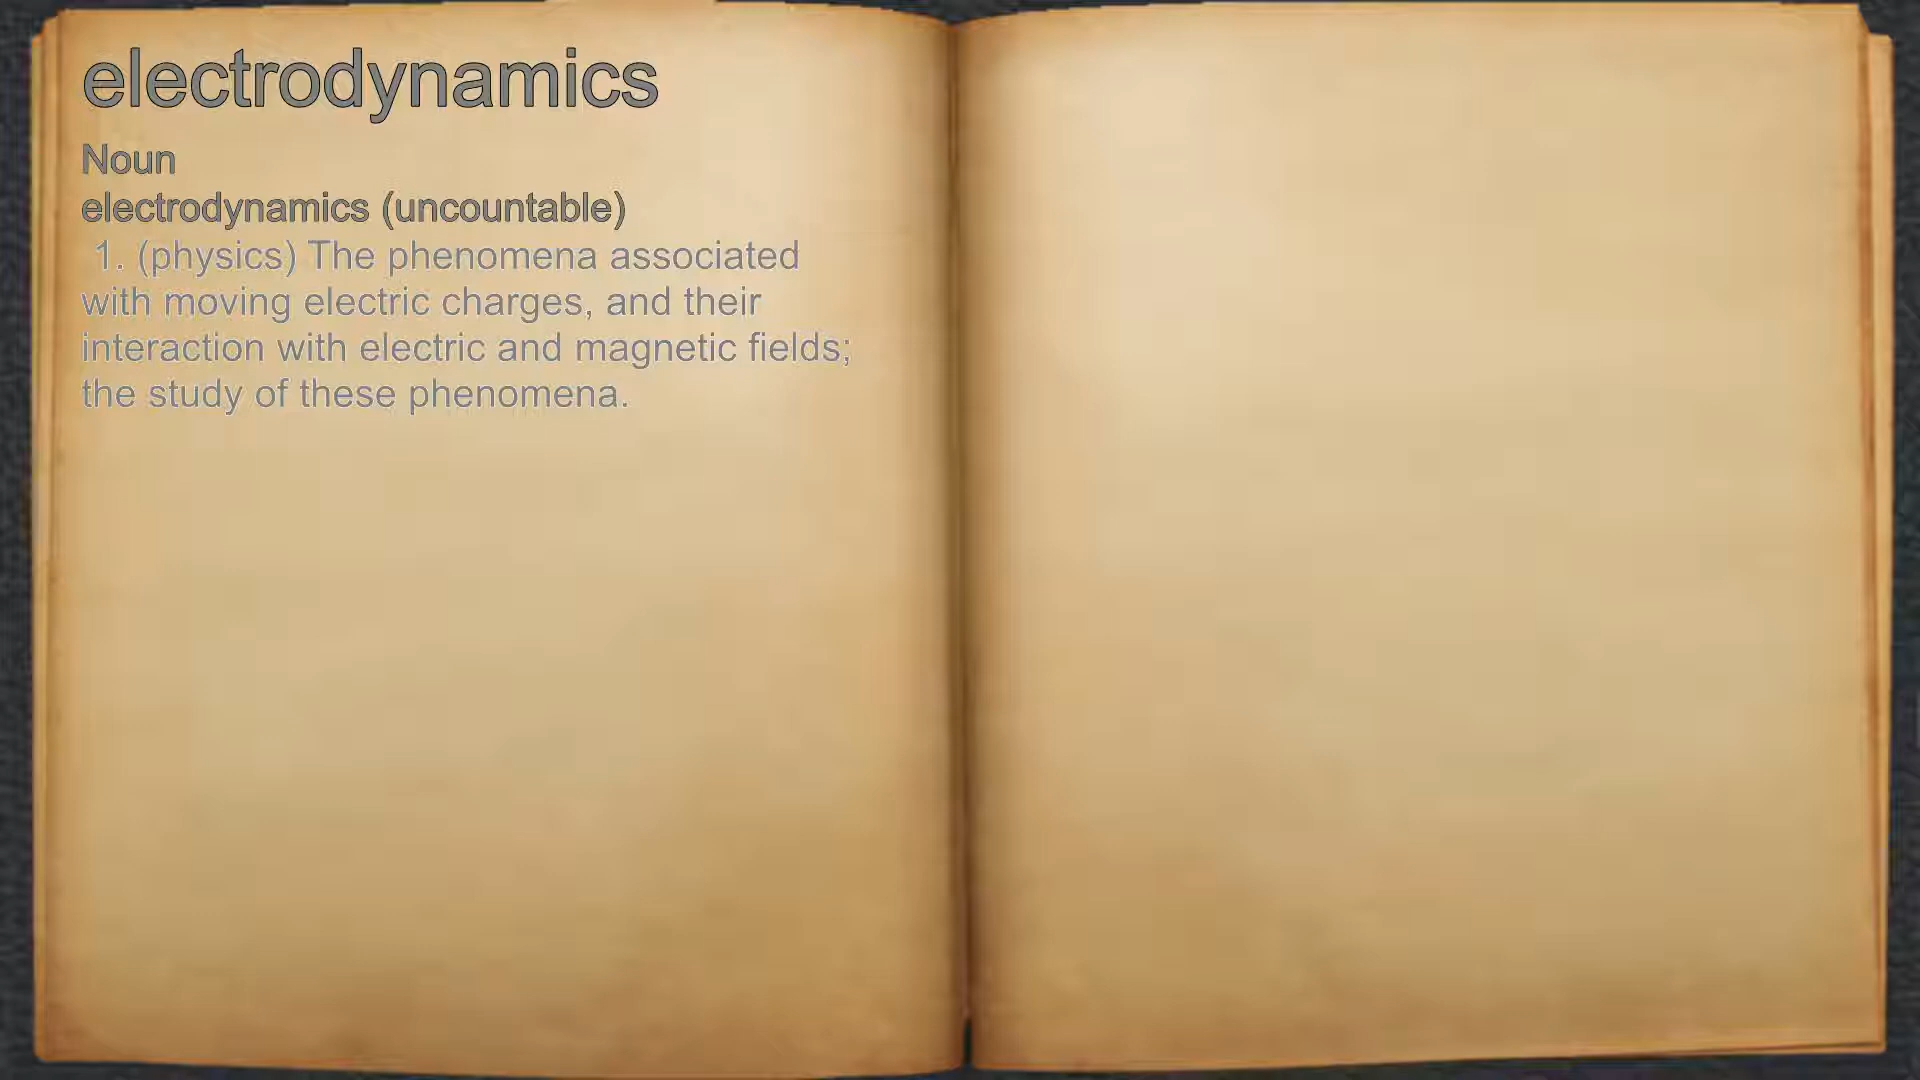 electrodynamics
Noun
electrodynamics (uncountable)
1. (physics) The phenomena associated
with moving electric charges, and their
interaction with electric and magnetic fields;
the study of these phenomena.